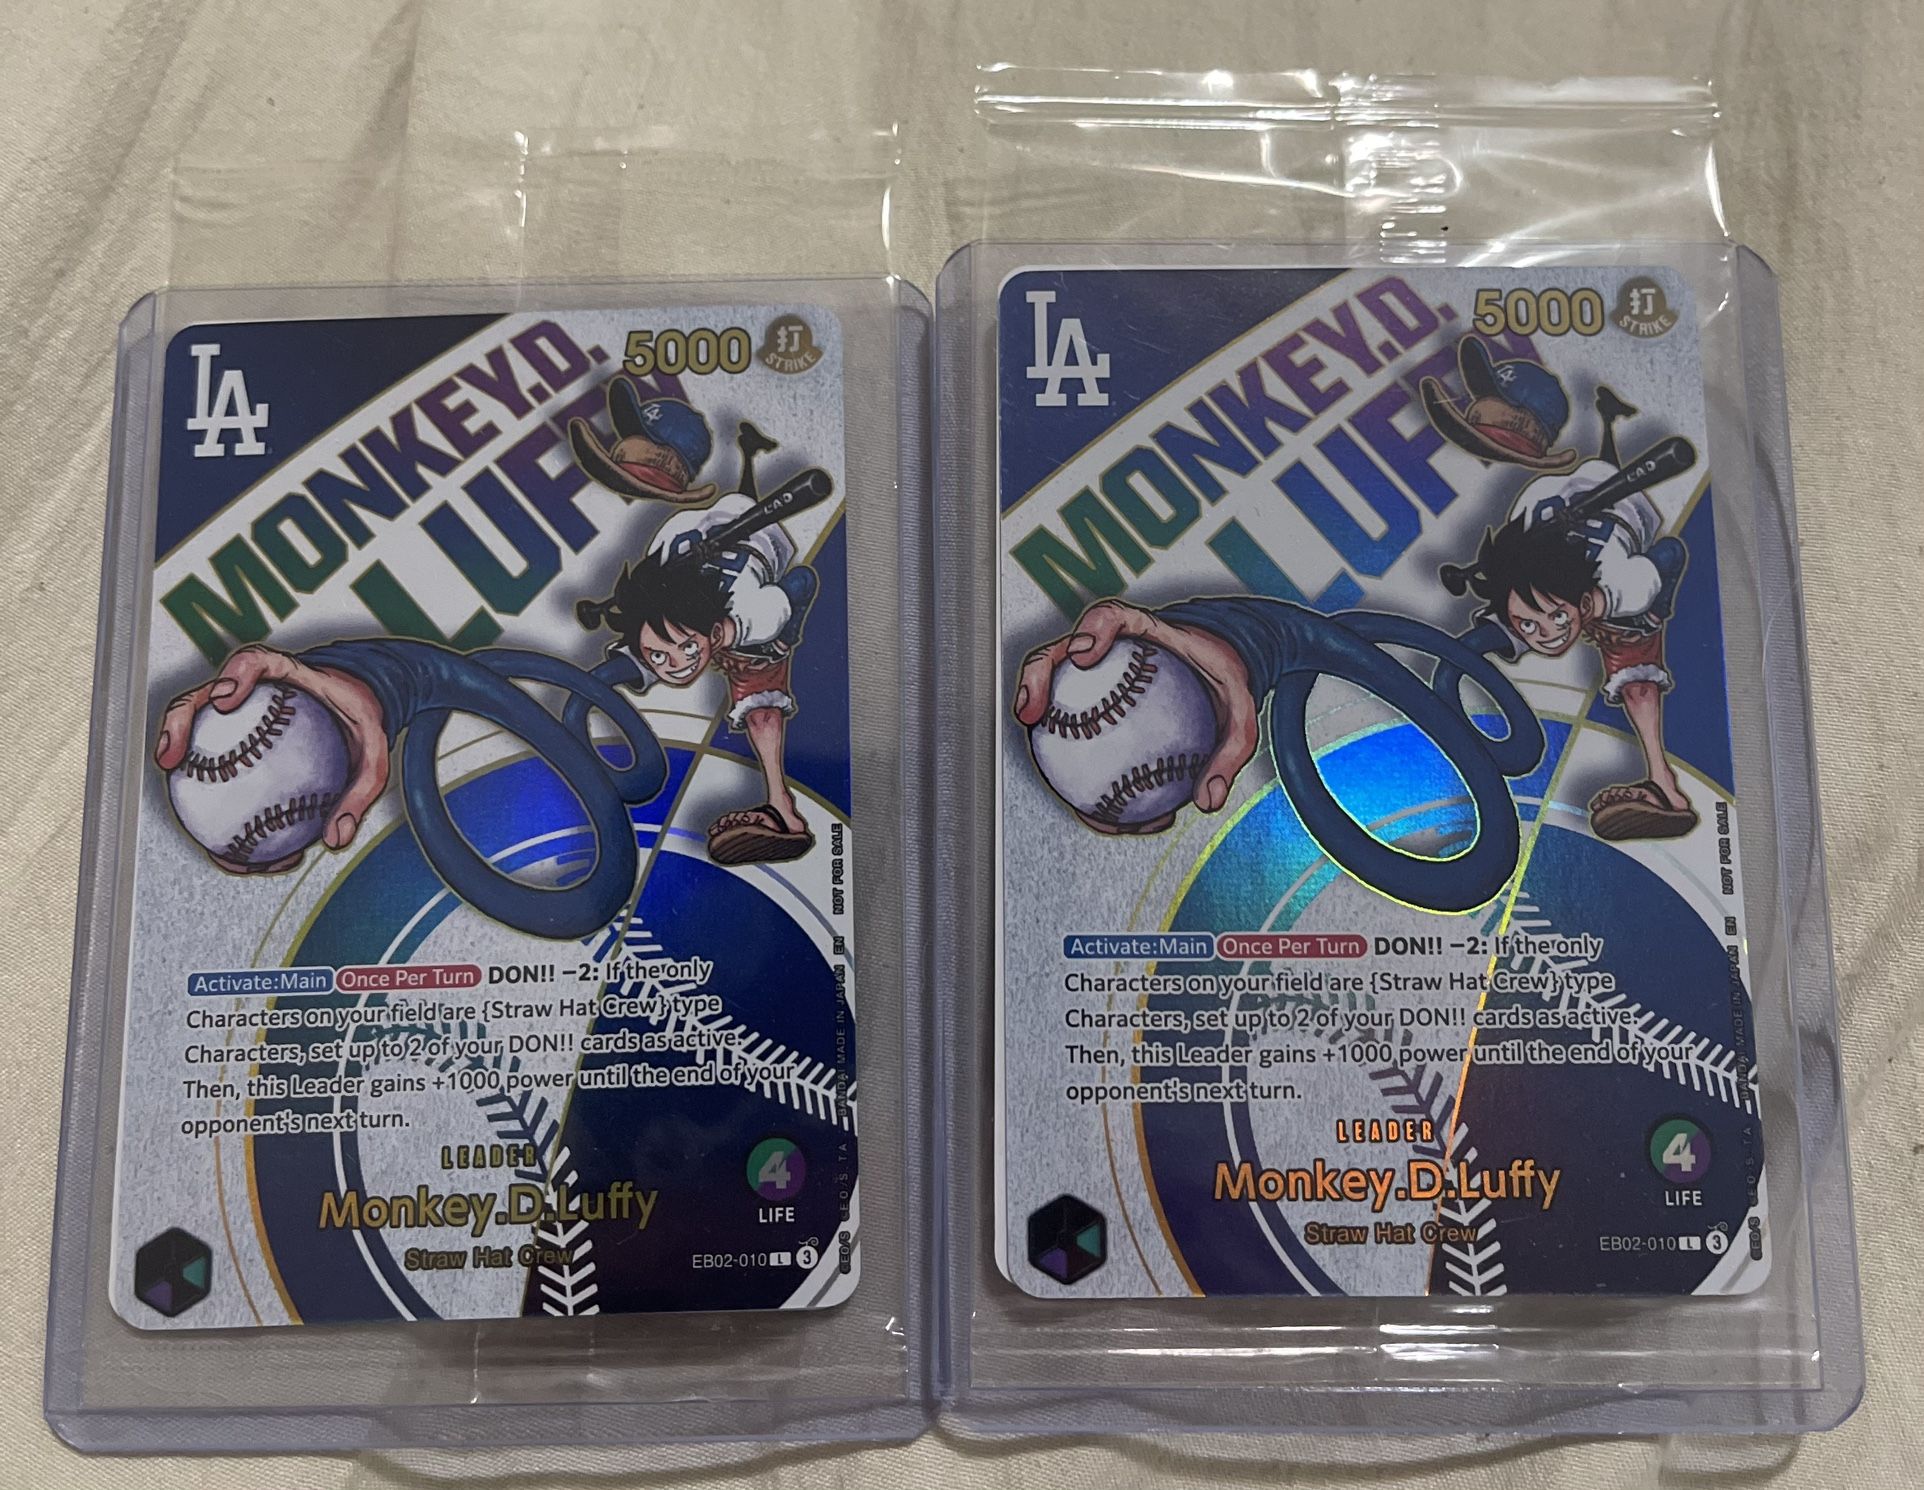 LA
5000
打
STRIKE
MONKEY.D.
LUFFY
LA
NOT FOR SALE
BANDAI MADE IN JAPAN EN
Activate:Main Once Per Turn DON!! −2: If the only
Characters on your field are {Straw Hat Crew} type
Characters, set up to 2 of your DON!! cards as active.
Then, this Leader gains +1000 power until the end of your
opponent's next turn.
LEADER
Monkey.D.Luffy
Straw Hat Crew
4
LIFE
EB02-010 L 3
LA
5000
打
STRIKE
MONKEY.D.
LUFFY
LA
NOT FOR SALE
BANDAI MADE IN JAPAN EN
Activate:Main Once Per Turn DON!! −2: If the only
Characters on your field are {Straw Hat Crew} type
Characters, set up to 2 of your DON!! cards as active.
Then, this Leader gains +1000 power until the end of your
opponent's next turn.
LEADER
Monkey.D.Luffy
Straw Hat Crew
4
LIFE
EB02-010 L 3